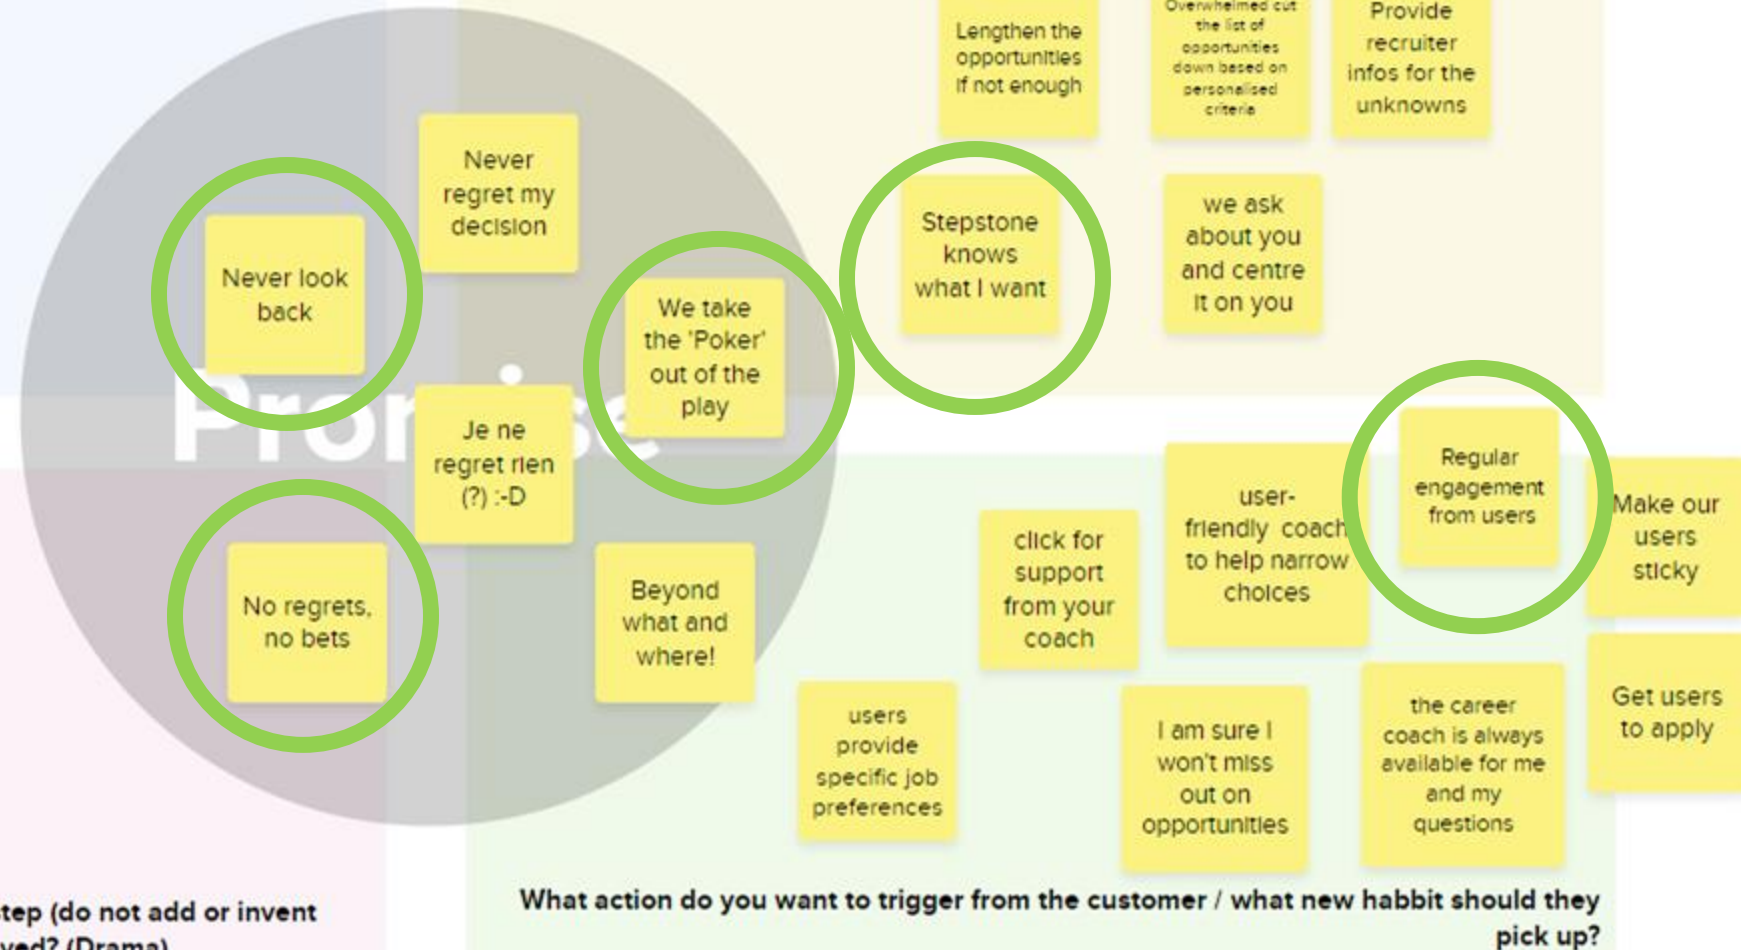 Lengthen the
opportunities
if not enough
Overwhelmed cut
the list of
opportunities
down based on
personalised
criteria
Provide
recruiter
infos for the
unknowns
Never
regret my
decision
Never look
back
We take
the 'Poker'
out of the
play
Stepstone
knows
what I want
we ask
about you
and centre
it on you
Promise
Je ne
regret rien
(?) :-D
No regrets,
no bets
Beyond
what and
where!
click for
support
from your
coach
user-
friendly coach
to help narrow
choices
Regular
engagement
from users
Make our
users
sticky
users
provide
specific job
preferences
I am sure I
won't miss
out on
opportunities
the career
coach is always
available for me
and my
questions
Get users
to apply
What action do you want to trigger from the customer / what new habbit should they
pick up?
tep (do not add or invent
ved? (Drama)